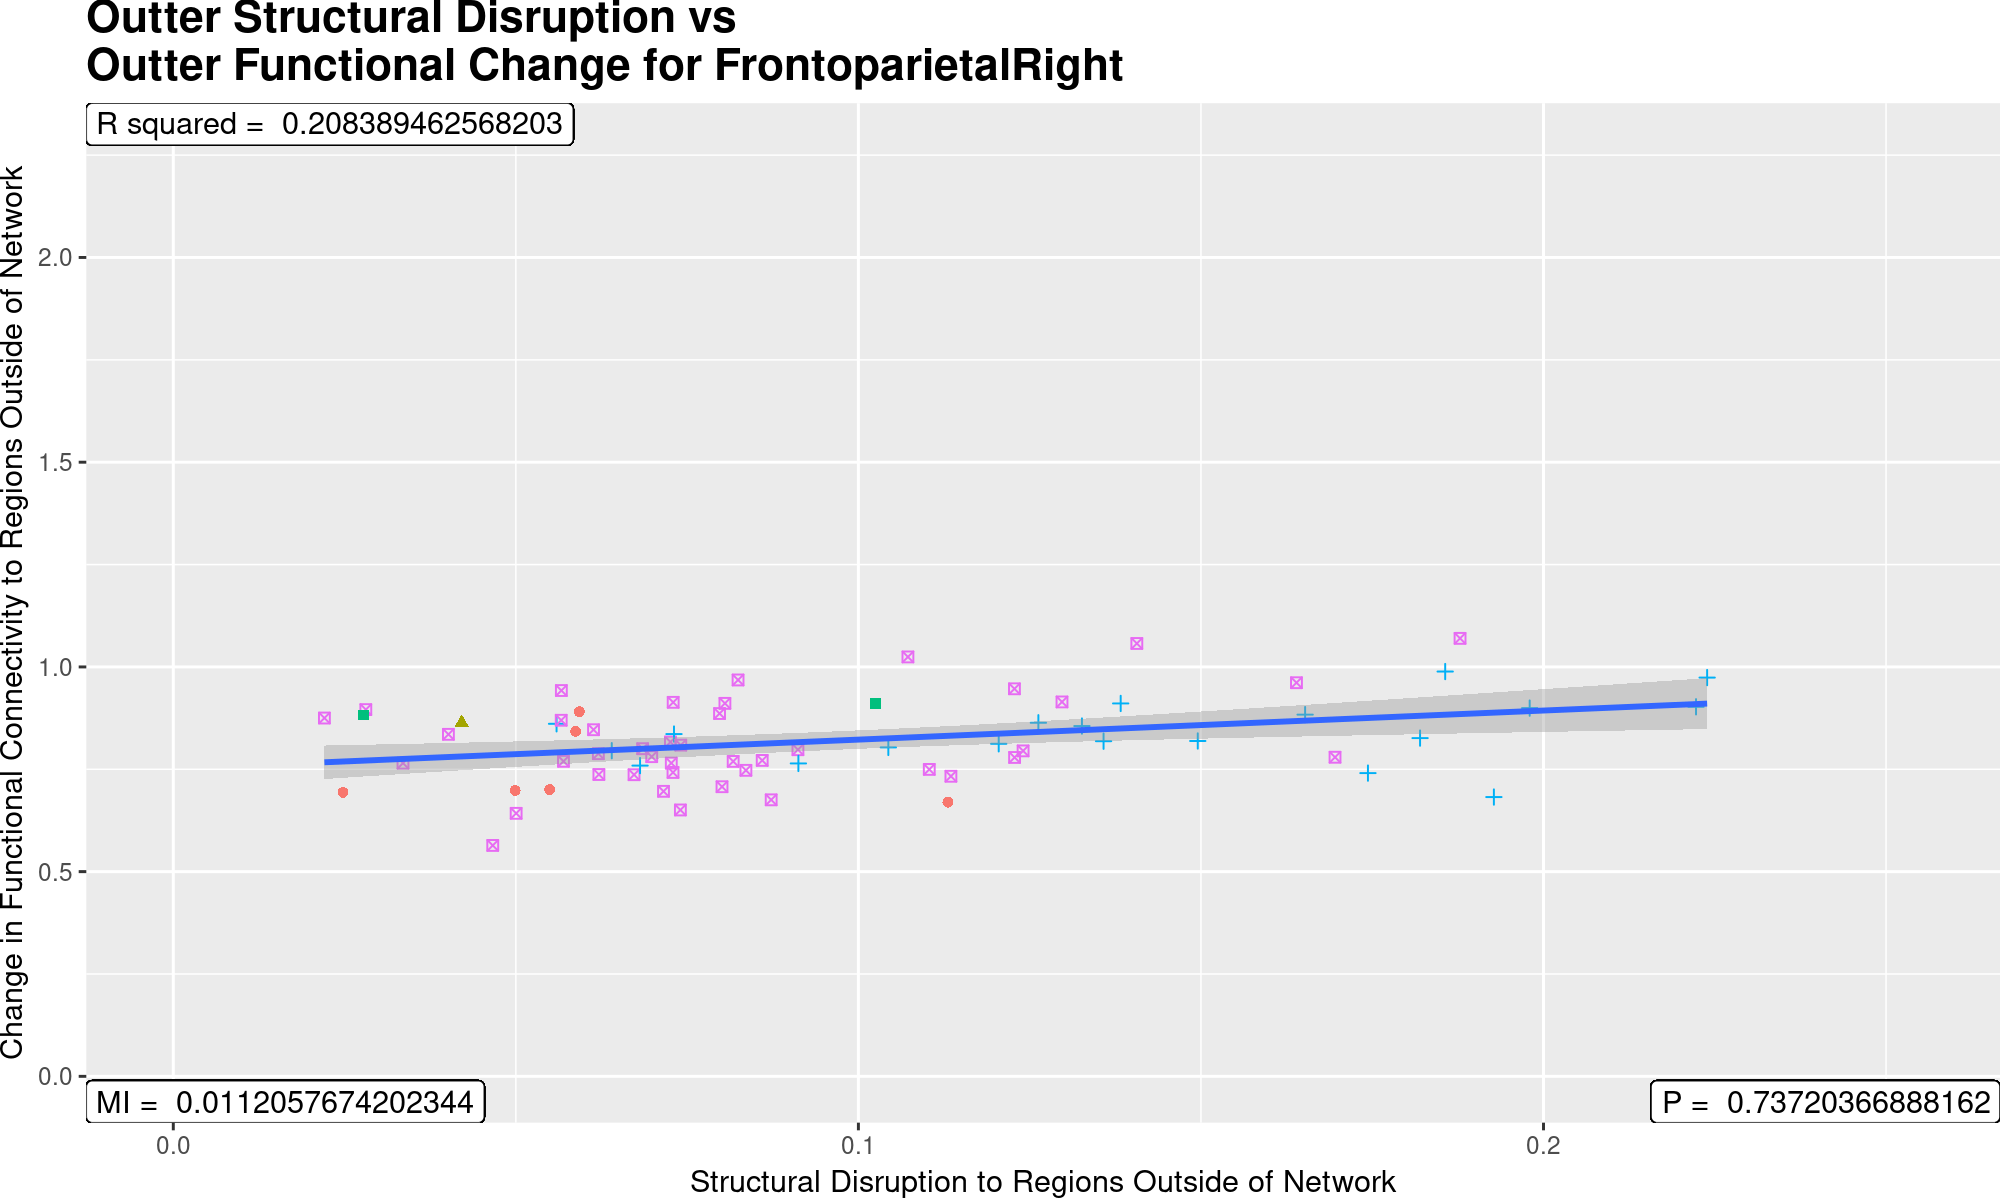 Outter Structural Disruption vs
Outter Functional Change for FrontoparietalRight
R squared =  0.208389462568203
Change in Functional Connectivity to Regions Outside of Network
2.0
1.5
1.0
0.5
0.0
MI =  0.0112057674202344
P =  0.73720366888162
0.0
0.1
0.2
Structural Disruption to Regions Outside of Network